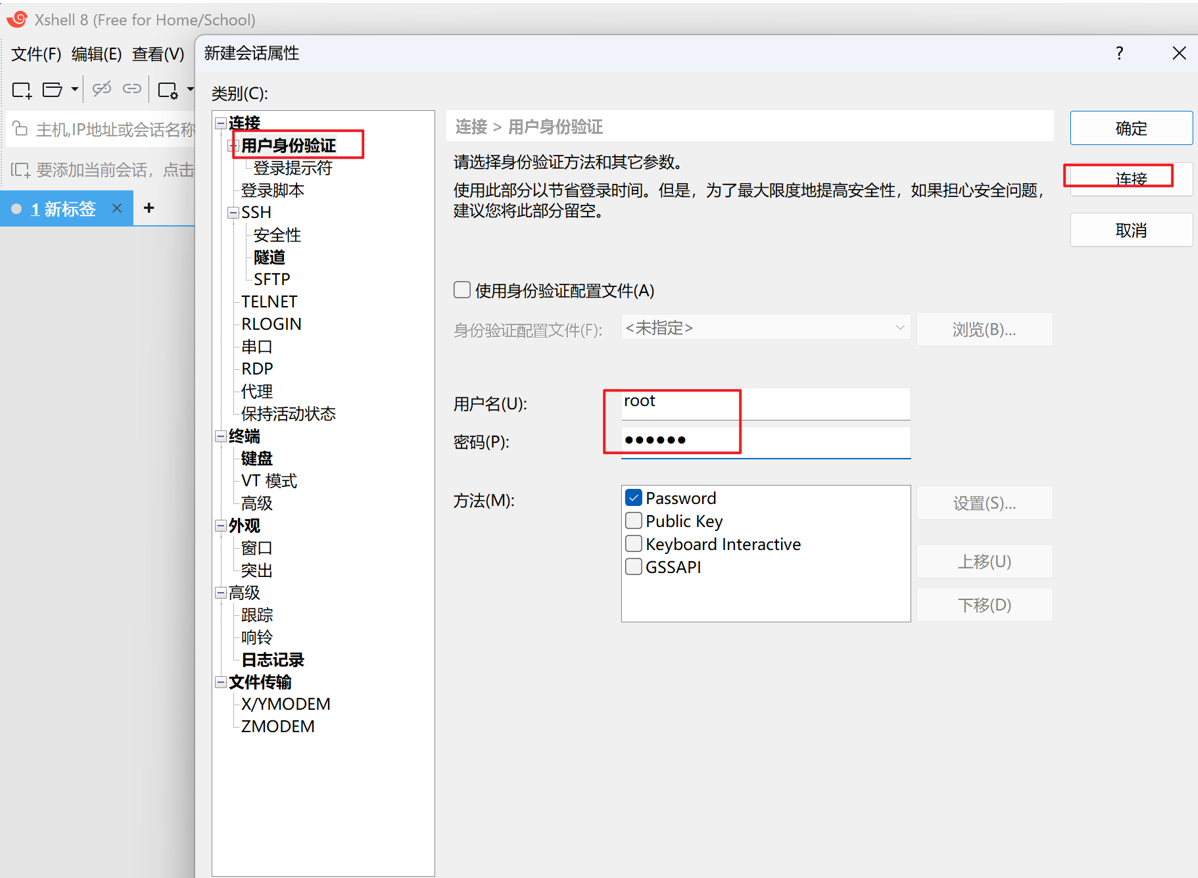 Xshell 8 (Free for Home/School)
文件(F) 编辑(E) 查看(V)
主机,IP地址或会话名称
要添加当前会话，点击
1 新标签 × +
新建会话属性 ? ×
类别(C):
连接
用户身份验证
登录提示符
登录脚本
SSH
安全性
隧道
SFTP
TELNET
RLOGIN
串口
RDP
代理
保持活动状态
终端
键盘
VT 模式
高级
外观
窗口
突出
高级
跟踪
响铃
日志记录
文件传输
X/YMODEM
ZMODEM
连接 > 用户身份验证
请选择身份验证方法和其它参数。
使用此部分以节省登录时间。但是，为了最大限度地提高安全性，如果担心安全问题，
建议您将此部分留空。
使用身份验证配置文件(A)
身份验证配置文件(F): <未指定> 浏览(B)...
用户名(U): root
密码(P): ●●●●●●
方法(M):
Password
Public Key
Keyboard Interactive
GSSAPI
设置(S)...
上移(U)
下移(D)
确定
连接
取消